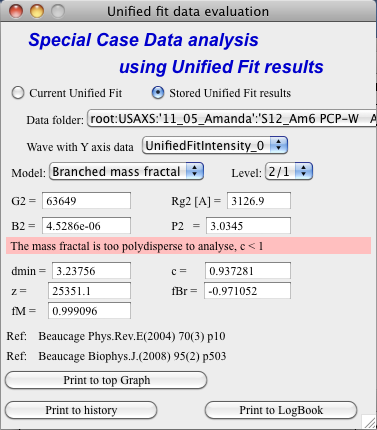 Unified fit data evaluation
Special Case Data analysis
using Unified Fit results
Current Unified Fit Stored Unified Fit results
Data folder: root:USAXS:'11_05_Amanda':'S12_Am6 PCP-W A
Wave with Y axis data UnifiedFitIntensity_0
Model: Branched mass fractal Level: 2/1
G2 = 63649 Rg2 [A] = 3126.9
B2 = 4.5286e-06 P2 = 3.0345
The mass fractal is too polydisperse to analyse, c < 1
dmin = 3.23756 c = 0.937281
z = 25351.1 fBr = -0.971052
fM = 0.999096
Ref: Beaucage Phys.Rev.E(2004) 70(3) p10
Ref: Beaucage Biophys.J.(2008) 95(2) p503
Print to top Graph
Print to history Print to LogBook